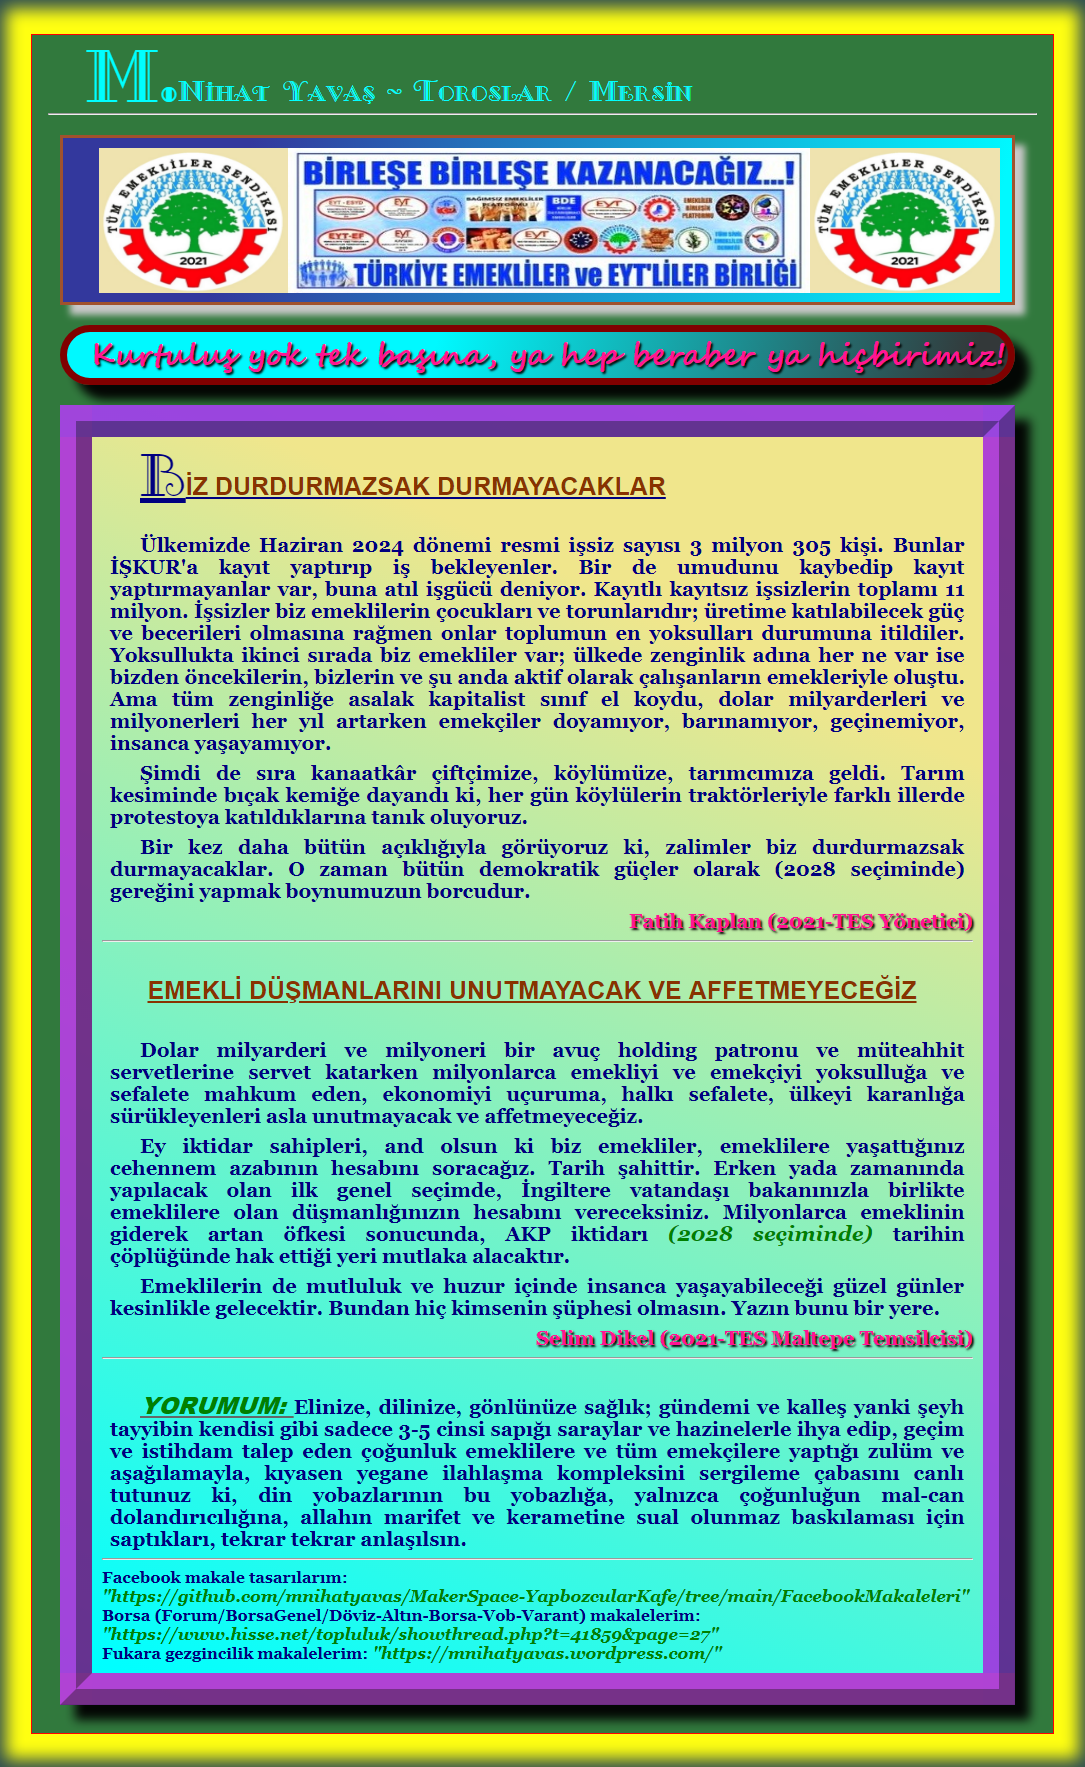 M.Nihat Yavaş ~ Toroslar / Mersin
TÜM EMEKLİLER SENDİKASI
2021
BİRLEŞE BİRLEŞE KAZANACAĞIZ...!
BDE
TÜRKİYE EMEKLİLER ve EYT'LİLER BİRLİĞİ
TÜM EMEKLİLER SENDİKASI
2021
Kurtuluş yok tek başına, ya hep beraber ya hiçbirimiz!
BİZ DURDURMAZSAK DURMAYACAKLAR
Ülkemizde Haziran 2024 dönemi resmi işsiz sayısı 3 milyon 305 kişi. Bunlar
İŞKUR'a kayıt yaptırıp iş bekleyenler. Bir de umudunu kaybedip kayıt
yaptırmayanlar var, buna atıl işgücü deniyor. Kayıtlı kayıtsız işsizlerin toplamı 11
milyon. İşsizler biz emeklilerin çocukları ve torunlarıdır; üretime katılabilecek güç
ve becerileri olmasına rağmen onlar toplumun en yoksulları durumuna itildiler.
Yoksullukta ikinci sırada biz emekliler var; ülkede zenginlik adına her ne var ise
bizden öncekilerin, bizlerin ve şu anda aktif olarak çalışanların emekleriyle oluştu.
Ama tüm zenginliğe asalak kapitalist sınıf el koydu, dolar milyarderleri ve
milyonerleri her yıl artarken emekçiler doyamıyor, barınamıyor, geçinemiyor,
insanca yaşayamıyor.
Şimdi de sıra kanaatkâr çiftçimize, köylümüze, tarımcımıza geldi. Tarım
kesiminde bıçak kemiğe dayandı ki, her gün köylülerin traktörleriyle farklı illerde
protestoya katıldıklarına tanık oluyoruz.
Bir kez daha bütün açıklığıyla görüyoruz ki, zalimler biz durdurmazsak
durmayacaklar. O zaman bütün demokratik güçler olarak (2028 seçiminde)
gereğini yapmak boynumuzun borcudur.
Fatih Kaplan (2021-TES Yönetici)
EMEKLİ DÜŞMANLARINI UNUTMAYACAK VE AFFETMEYECEĞİZ
Dolar milyarderi ve milyoneri bir avuç holding patronu ve müteahhit
servetlerine servet katarken milyonlarca emekliyi ve emekçiyi yoksulluğa ve
sefalete mahkum eden, ekonomiyi uçuruma, halkı sefalete, ülkeyi karanlığa
sürükleyenleri asla unutmayacak ve affetmeyeceğiz.
Ey iktidar sahipleri, and olsun ki biz emekliler, emeklilere yaşattığınız
cehennem azabının hesabını soracağız. Tarih şahittir. Erken yada zamanında
yapılacak olan ilk genel seçimde, İngiltere vatandaşı bakanınızla birlikte
emeklilere olan düşmanlığınızın hesabını vereceksiniz. Milyonlarca emeklinin
giderek artan öfkesi sonucunda, AKP iktidarı (2028 seçiminde) tarihin
çöplüğünde hak ettiği yeri mutlaka alacaktır.
Emeklilerin de mutluluk ve huzur içinde insanca yaşayabileceği güzel günler
kesinlikle gelecektir. Bundan hiç kimsenin şüphesi olmasın. Yazın bunu bir yere.
Selim Dikel (2021-TES Maltepe Temsilcisi)
YORUMUM: Elinize, dilinize, gönlünüze sağlık; gündemi ve kalleş yanki şeyh
tayyibin kendisi gibi sadece 3-5 cinsi sapığı saraylar ve hazinelerle ihya edip, geçim
ve istihdam talep eden çoğunluk emeklilere ve tüm emekçilere yaptığı zulüm ve
aşağılamayla, kıyasen yegane ilahlaşma kompleksini sergileme çabasını canlı
tutunuz ki, din yobazlarının bu yobazlığa, yalnızca çoğunluğun mal-can
dolandırıcılığına, allahın marifet ve kerametine sual olunmaz baskılaması için
saptıkları, tekrar tekrar anlaşılsın.
Facebook makale tasarılarım:
"https://github.com/mnihatyavas/MakerSpace-YapbozcularKafe/tree/main/FacebookMakaleleri"
Borsa (Forum/BorsaGenel/Döviz-Altın-Borsa-Vob-Varant) makalelerim:
"https://www.hisse.net/topluluk/showthread.php?t=41859&page=27"
Fukara gezgincilik makalelerim: "https://mnihatyavas.wordpress.com/"